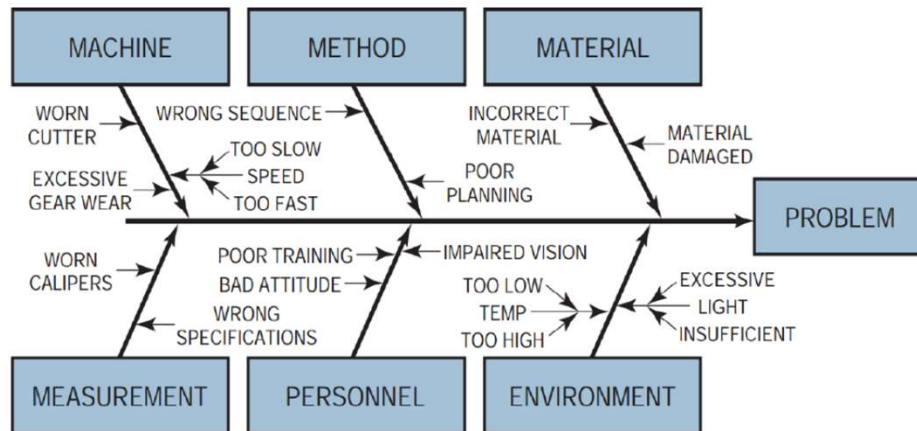 MACHINE
METHOD
MATERIAL
WORN
CUTTER
EXCESSIVE
GEAR WEAR
TOO SLOW
SPEED
TOO FAST
WRONG SEQUENCE
POOR
PLANNING
INCORRECT
MATERIAL
MATERIAL
DAMAGED
PROBLEM
WORN
CALIPERS
WRONG
SPECIFICATIONS
POOR TRAINING
BAD ATTITUDE
IMPAIRED VISION
TOO LOW
TEMP
TOO HIGH
EXCESSIVE
LIGHT
INSUFFICIENT
MEASUREMENT
PERSONNEL
ENVIRONMENT